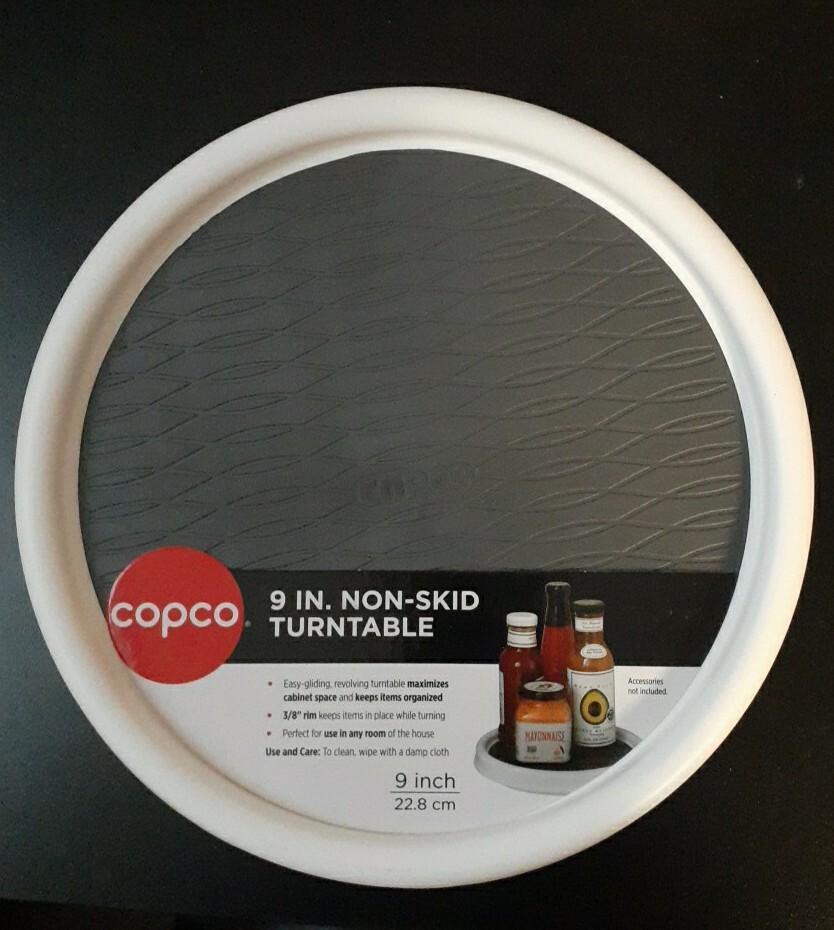 copco
copco®
9 IN. NON-SKID
TURNTABLE
• Easy-gliding, revolving turntable maximizes
cabinet space and keeps items organized
• 3/8" rim keeps items in place while turning
• Perfect for use in any room of the house
Use and Care: To clean, wipe with a damp cloth
9 inch
22.8 cm
MAYONNAISE
Accessories
not included.